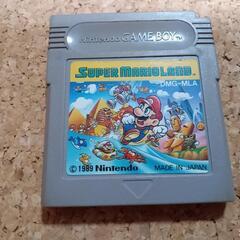 Nintendo GAME BOY
SUPER MARIO LAND
DMG-MLA
©1989 Nintendo
MADE IN JAPAN